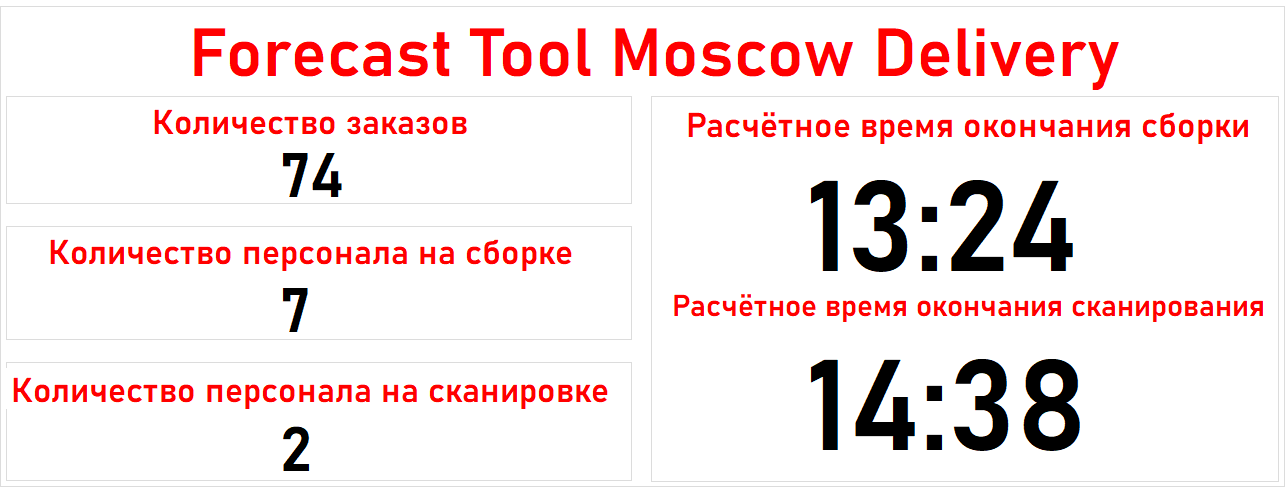 Forecast Tool Moscow Delivery
Количество заказов
74
Количество персонала на сборке
7
Количество персонала на сканировке
2
Расчётное время окончания сборки
13:24
Расчётное время окончания сканирования
14:38